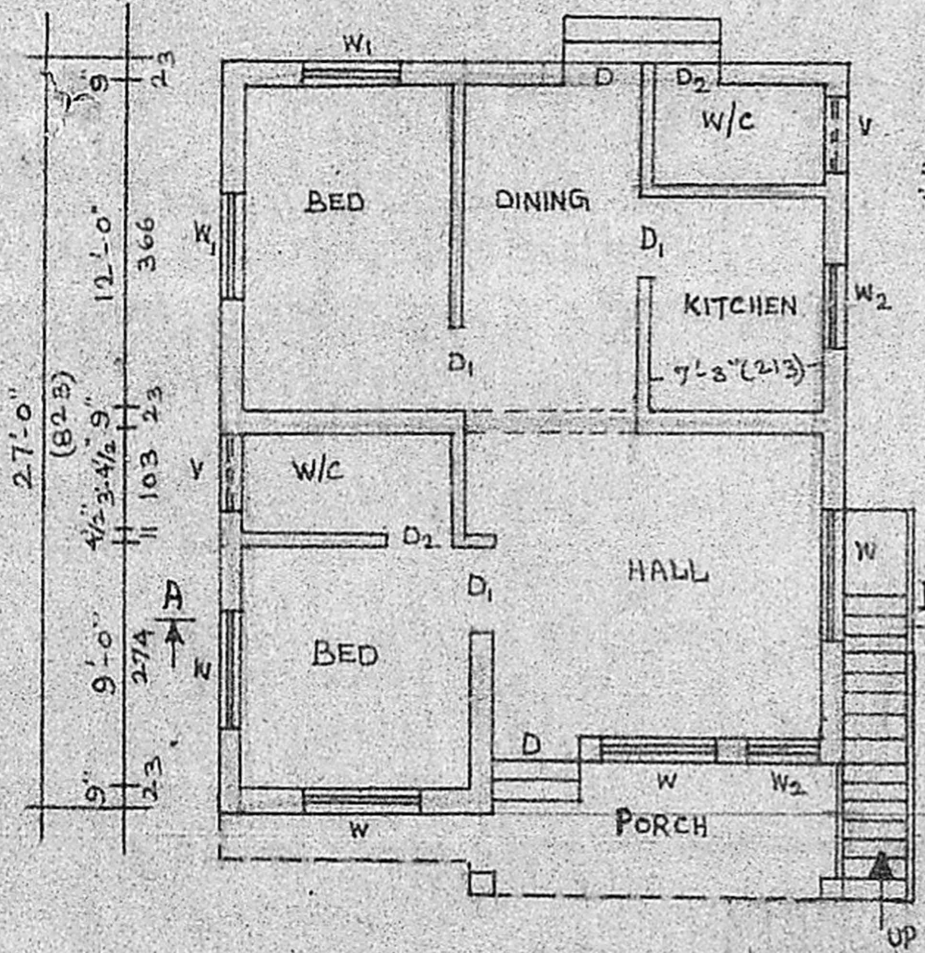 W1
D D2
W/C
V
BED
DINING
W1
D1
W2
KITCHEN
D1
7'-3" (213)
V
W/C
D2
HALL
W
D1
A
BED
W
D
W W2
W
PORCH
UP
27'-0"
(823)
9"
12'-0"
9"
3-4½"
4½"
9'-0"
9"
23
366
23
103
11
274
23